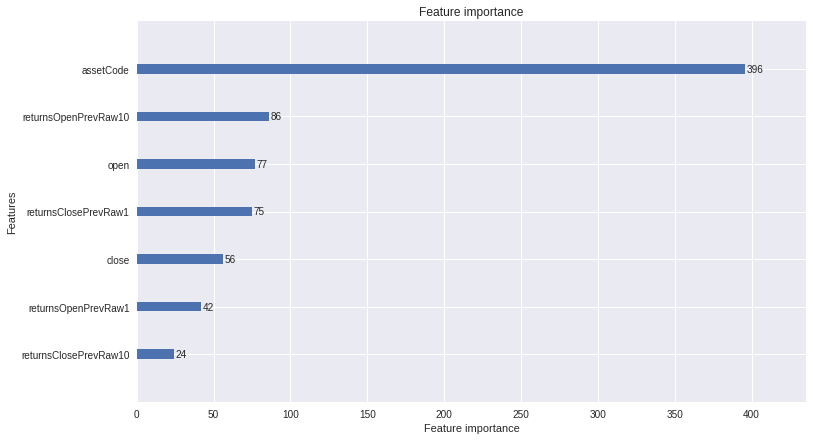 Feature importance
assetCode 396
returnsOpenPrevRaw10 86
open 77
returnsClosePrevRaw1 75
close 56
returnsOpenPrevRaw1 42
returnsClosePrevRaw10 24
Features
0 50 100 150 200 250 300 350 400
Feature importance